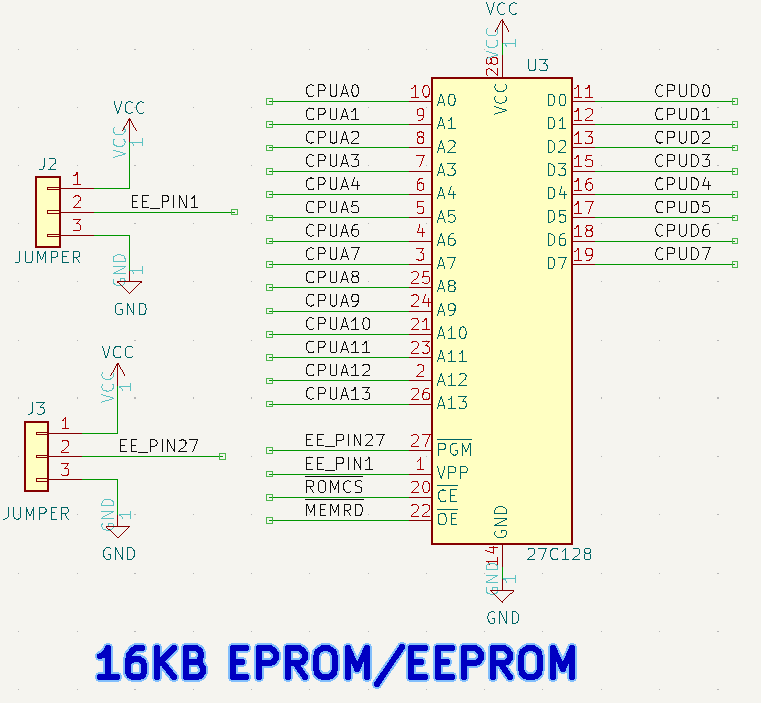 VCC
VCC 1
28
U3
VCC
CPUA0 10 A0
CPUA1 9 A1
CPUA2 8 A2
CPUA3 7 A3
CPUA4 6 A4
CPUA5 5 A5
CPUA6 4 A6
CPUA7 3 A7
CPUA8 25 A8
CPUA9 24 A9
CPUA10 21 A10
CPUA11 23 A11
CPUA12 2 A12
CPUA13 26 A13
EE_PIN27 27 PGM
EE_PIN1 1 VPP
ROMCS 20 CE
MEMRD 22 OE
D0 11 CPUD0
D1 12 CPUD1
D2 13 CPUD2
D3 15 CPUD3
D4 16 CPUD4
D5 17 CPUD5
D6 18 CPUD6
D7 19 CPUD7
GND
14
27C128
GND 1
GND
VCC
VCC 1
J2
1
2 EE_PIN1
3
JUMPER
GND 1
GND
VCC
VCC 1
J3
1
2 EE_PIN27
3
JUMPER
GND 1
GND
16KB EPROM/EEPROM